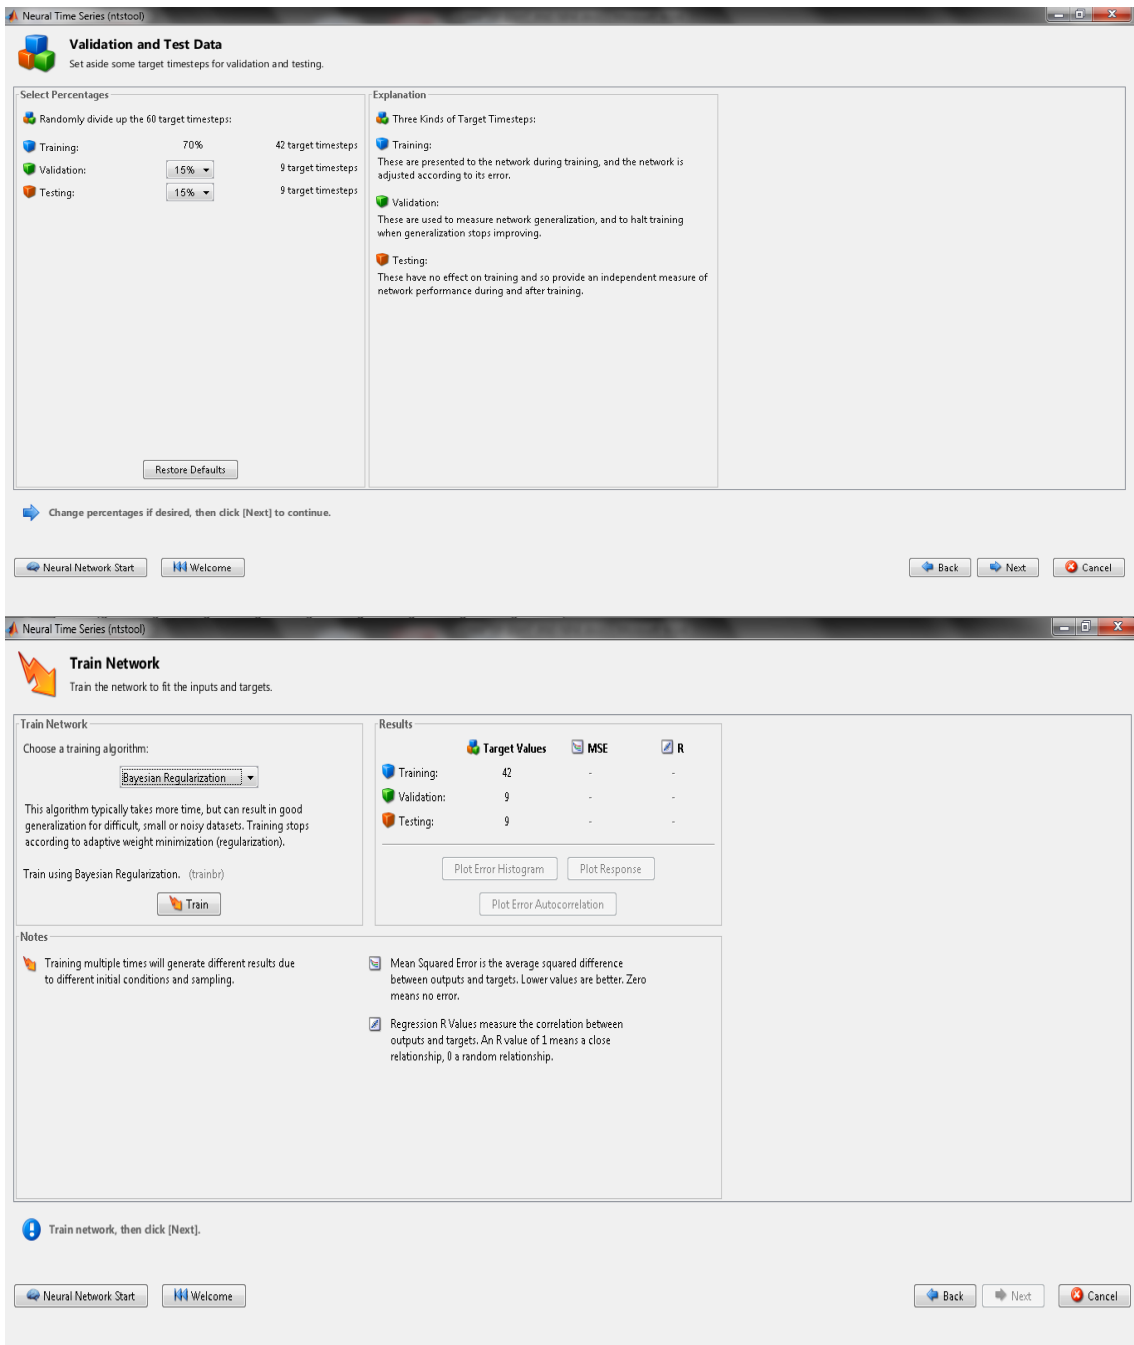 Neural Time Series (ntstool)
Validation and Test Data
Set aside some target timesteps for validation and testing.
Select Percentages
Randomly divide up the 60 target timesteps:
Training: 70% 42 target timesteps
Validation: 15% 9 target timesteps
Testing: 15% 9 target timesteps
Restore Defaults
Explanation
Three Kinds of Target Timesteps:
Training:
These are presented to the network during training, and the network is
adjusted according to its error.
Validation:
These are used to measure network generalization, and to halt training
when generalization stops improving.
Testing:
These have no effect on training and so provide an independent measure of
network performance during and after training.
Change percentages if desired, then click [Next] to continue.
Neural Network Start Welcome Back Next Cancel
Neural Time Series (ntstool)
Train Network
Train the network to fit the inputs and targets.
Train Network
Choose a training algorithm:
Bayesian Regularization
This algorithm typically takes more time, but can result in good
generalization for difficult, small or noisy datasets. Training stops
according to adaptive weight minimization (regularization).
Train using Bayesian Regularization. (trainbr)
Train
Results
Target Values MSE R
Training: 42 - -
Validation: 9 - -
Testing: 9 - -
Plot Error Histogram Plot Response
Plot Error Autocorrelation
Notes
Training multiple times will generate different results due
to different initial conditions and sampling.
Mean Squared Error is the average squared difference
between outputs and targets. Lower values are better. Zero
means no error.
Regression R Values measure the correlation between
outputs and targets. An R value of 1 means a close
relationship, 0 a random relationship.
Train network, then click [Next].
Neural Network Start Welcome Back Next Cancel